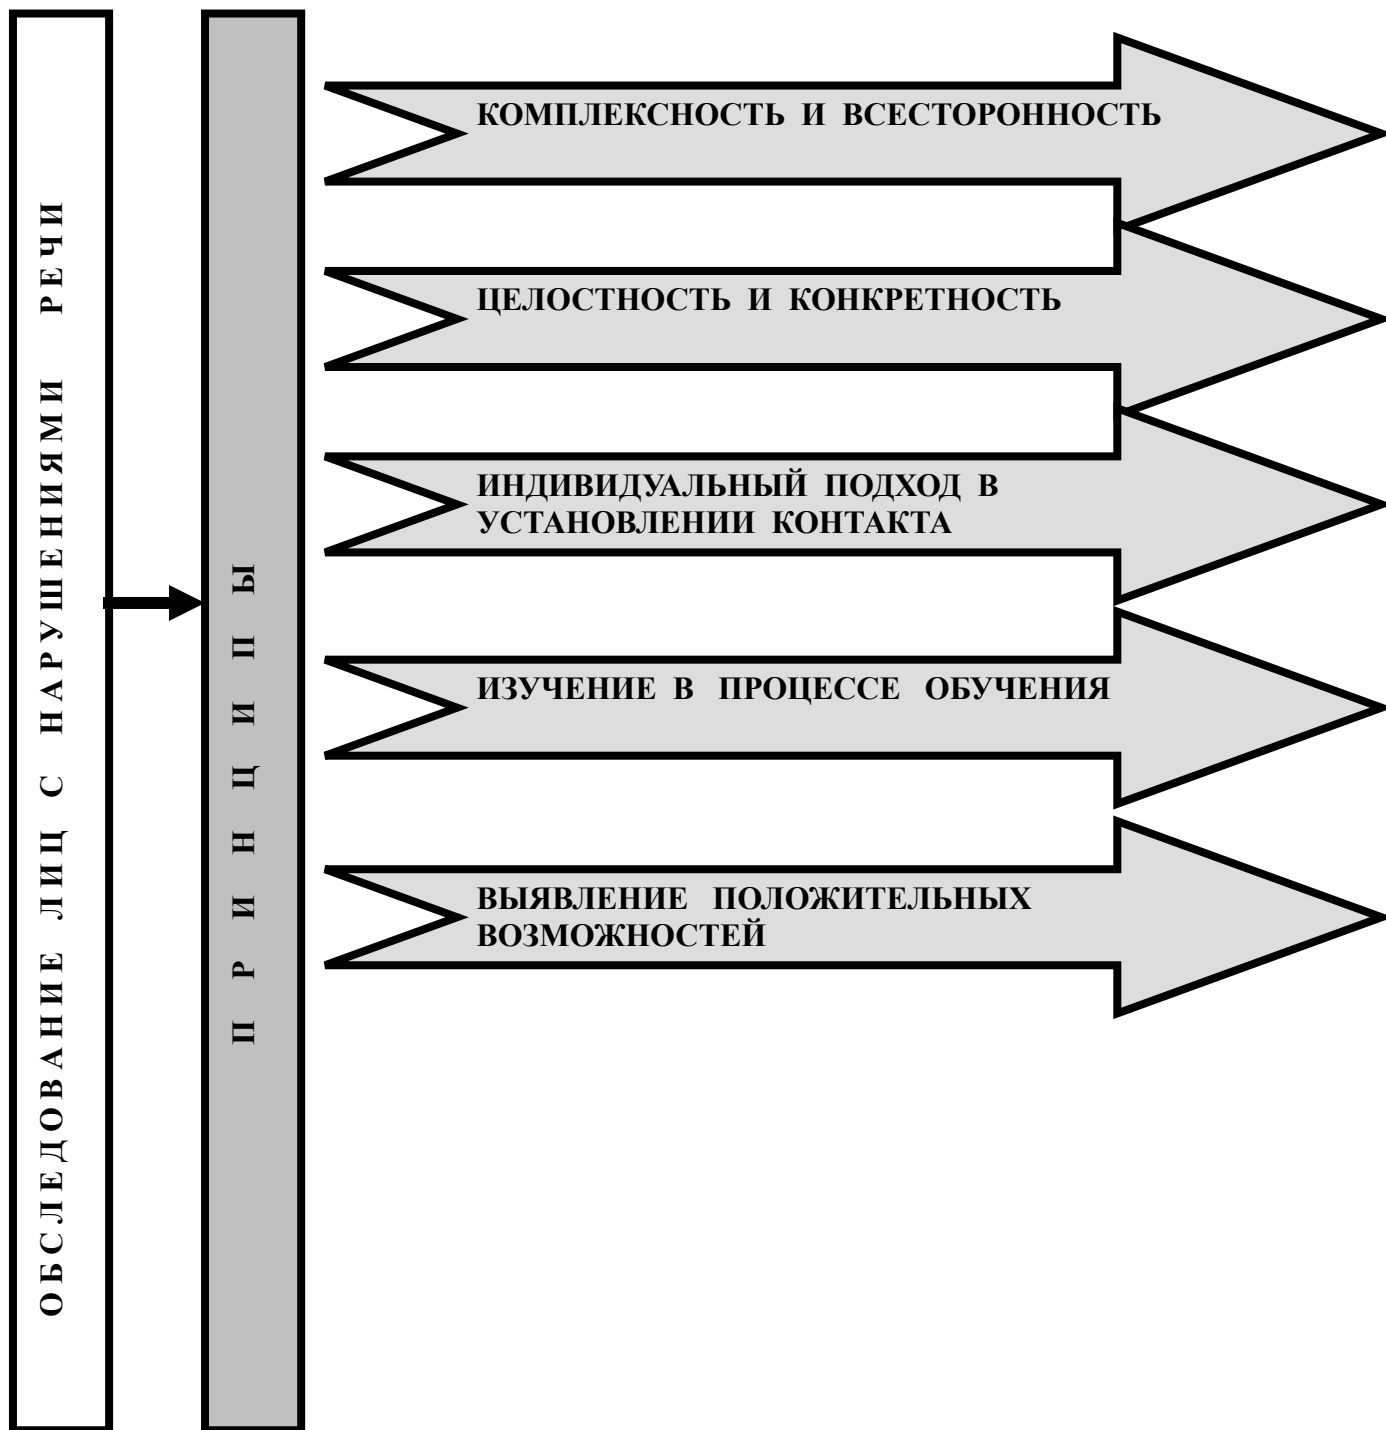 ОБСЛЕДОВАНИЕ ЛИЦ С НАРУШЕНИЯМИ РЕЧИ
ПРИНЦИПЫ
КОМПЛЕКСНОСТЬ И ВСЕСТОРОННОСТЬ
ЦЕЛОСТНОСТЬ И КОНКРЕТНОСТЬ
ИНДИВИДУАЛЬНЫЙ ПОДХОД В
УСТАНОВЛЕНИИ КОНТАКТА
ИЗУЧЕНИЕ В ПРОЦЕССЕ ОБУЧЕНИЯ
ВЫЯВЛЕНИЕ ПОЛОЖИТЕЛЬНЫХ
ВОЗМОЖНОСТЕЙ